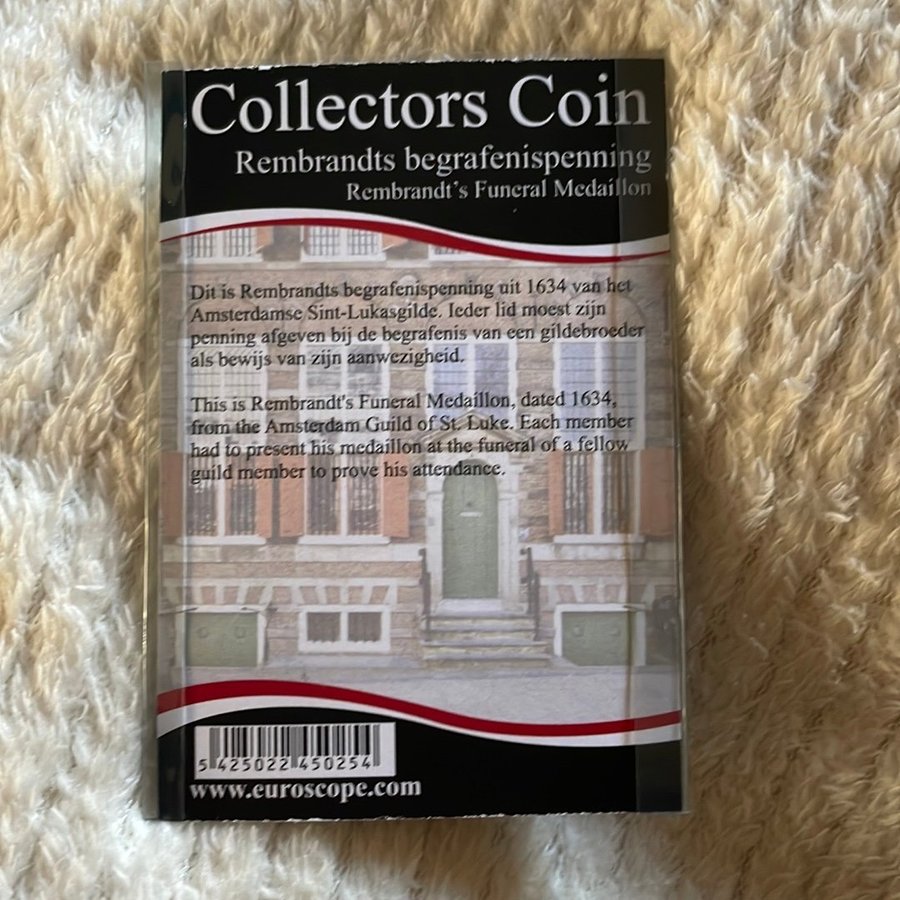 Collectors Coin
Rembrandts begrafenispenning
Rembrandt's Funeral Medaillon
Dit is Rembrandts begrafenispenning uit 1634 van het
Amsterdamse Sint-Lukasgilde. Ieder lid moest zijn
penning afgeven bij de begrafenis van een gildebroeder
als bewijs van zijn aanwezigheid.
This is Rembrandt's Funeral Medaillon, dated 1634,
from the Amsterdam Guild of St. Luke. Each member
had to present his medaillon at the funeral of a fellow
guild member to prove his attendance.
5 425022 450254
www.euroscope.com